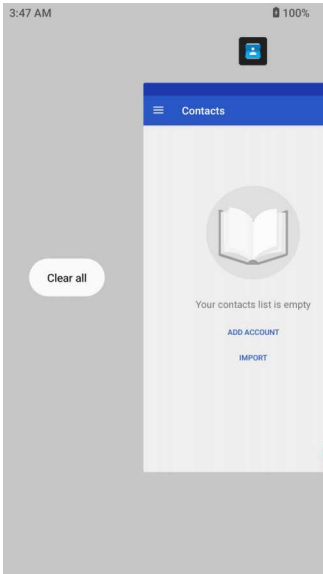 3:47 AM 100%
Contacts
Clear all
Your contacts list is empty
ADD ACCOUNT
IMPORT